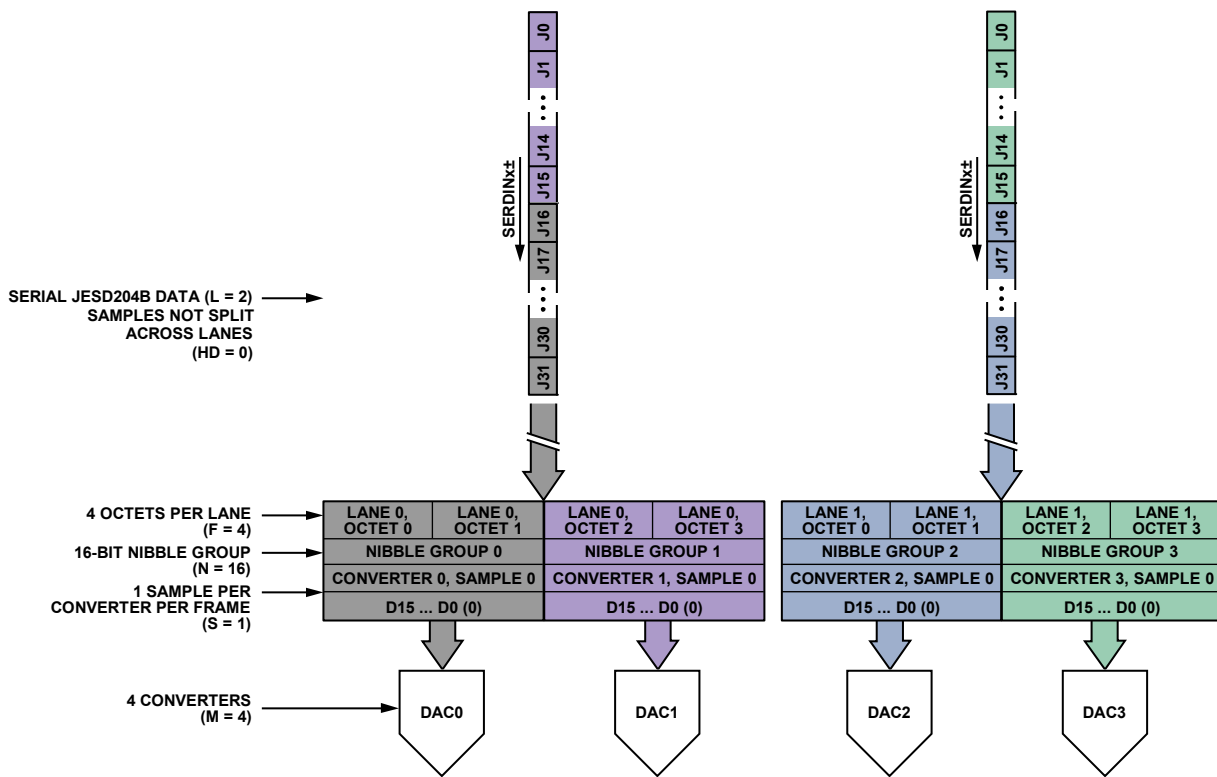 J0
J1
J14
J15
J16
J17
J30
J31
SERDINx±
J0
J1
J14
J15
J16
J17
J30
J31
SERDINx±
SERIAL JESD204B DATA (L = 2)
SAMPLES NOT SPLIT
ACROSS LANES
(HD = 0)
4 OCTETS PER LANE
(F = 4)
16-BIT NIBBLE GROUP
(N = 16)
1 SAMPLE PER
CONVERTER PER FRAME
(S = 1)
4 CONVERTERS
(M = 4)
LANE 0,
OCTET 0
LANE 0,
OCTET 1
LANE 0,
OCTET 2
LANE 0,
OCTET 3
NIBBLE GROUP 0
NIBBLE GROUP 1
CONVERTER 0, SAMPLE 0
CONVERTER 1, SAMPLE 0
D15 ... D0 (0)
D15 ... D0 (0)
DAC0
DAC1
LANE 1,
OCTET 0
LANE 1,
OCTET 1
LANE 1,
OCTET 2
LANE 1,
OCTET 3
NIBBLE GROUP 2
NIBBLE GROUP 3
CONVERTER 2, SAMPLE 0
CONVERTER 3, SAMPLE 0
D15 ... D0 (0)
D15 ... D0 (0)
DAC2
DAC3